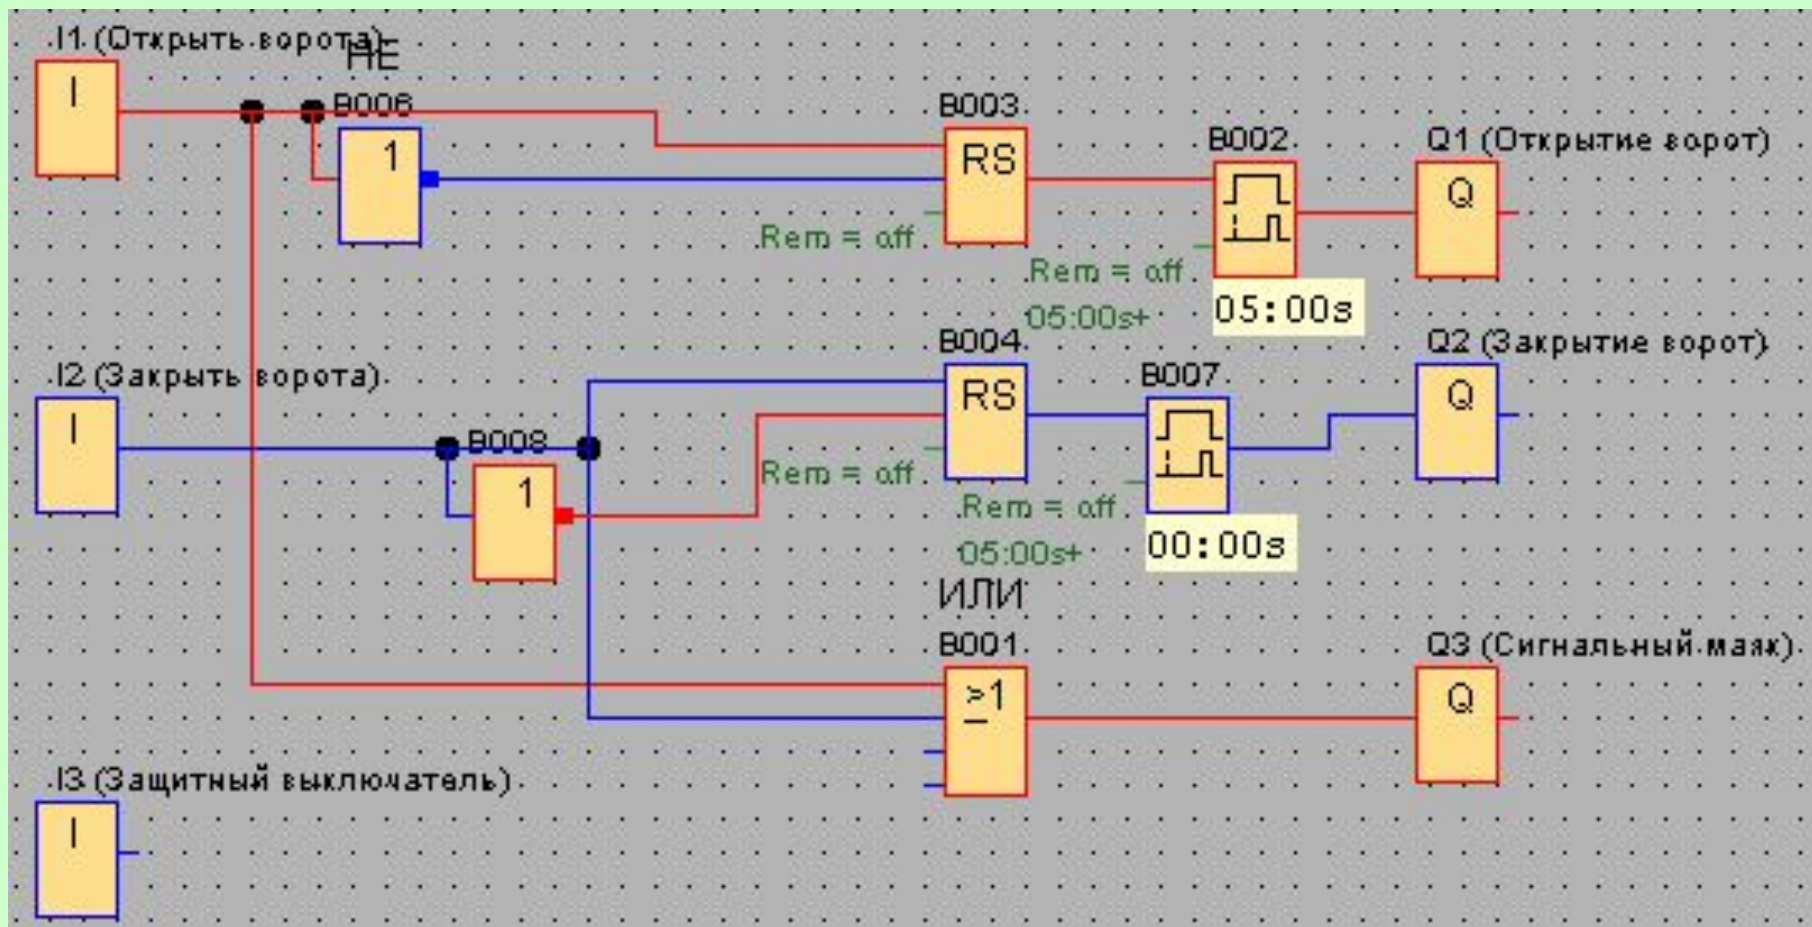 I1 (Открыть ворота)
НЕ
I
B006
1
B003
RS
Rem = off
B002
Rem = off
05:00s+
05:00s
Q1 (Открытие ворот)
Q
I2 (Закрыть ворота)
I
B008
1
B004
RS
Rem = off
B007
Rem = off
05:00s+
00:00s
Q2 (Закрытие ворот)
Q
ИЛИ
B001
≥1
Q3 (Сигнальный маяк)
Q
I3 (Защитный выключатель)
I